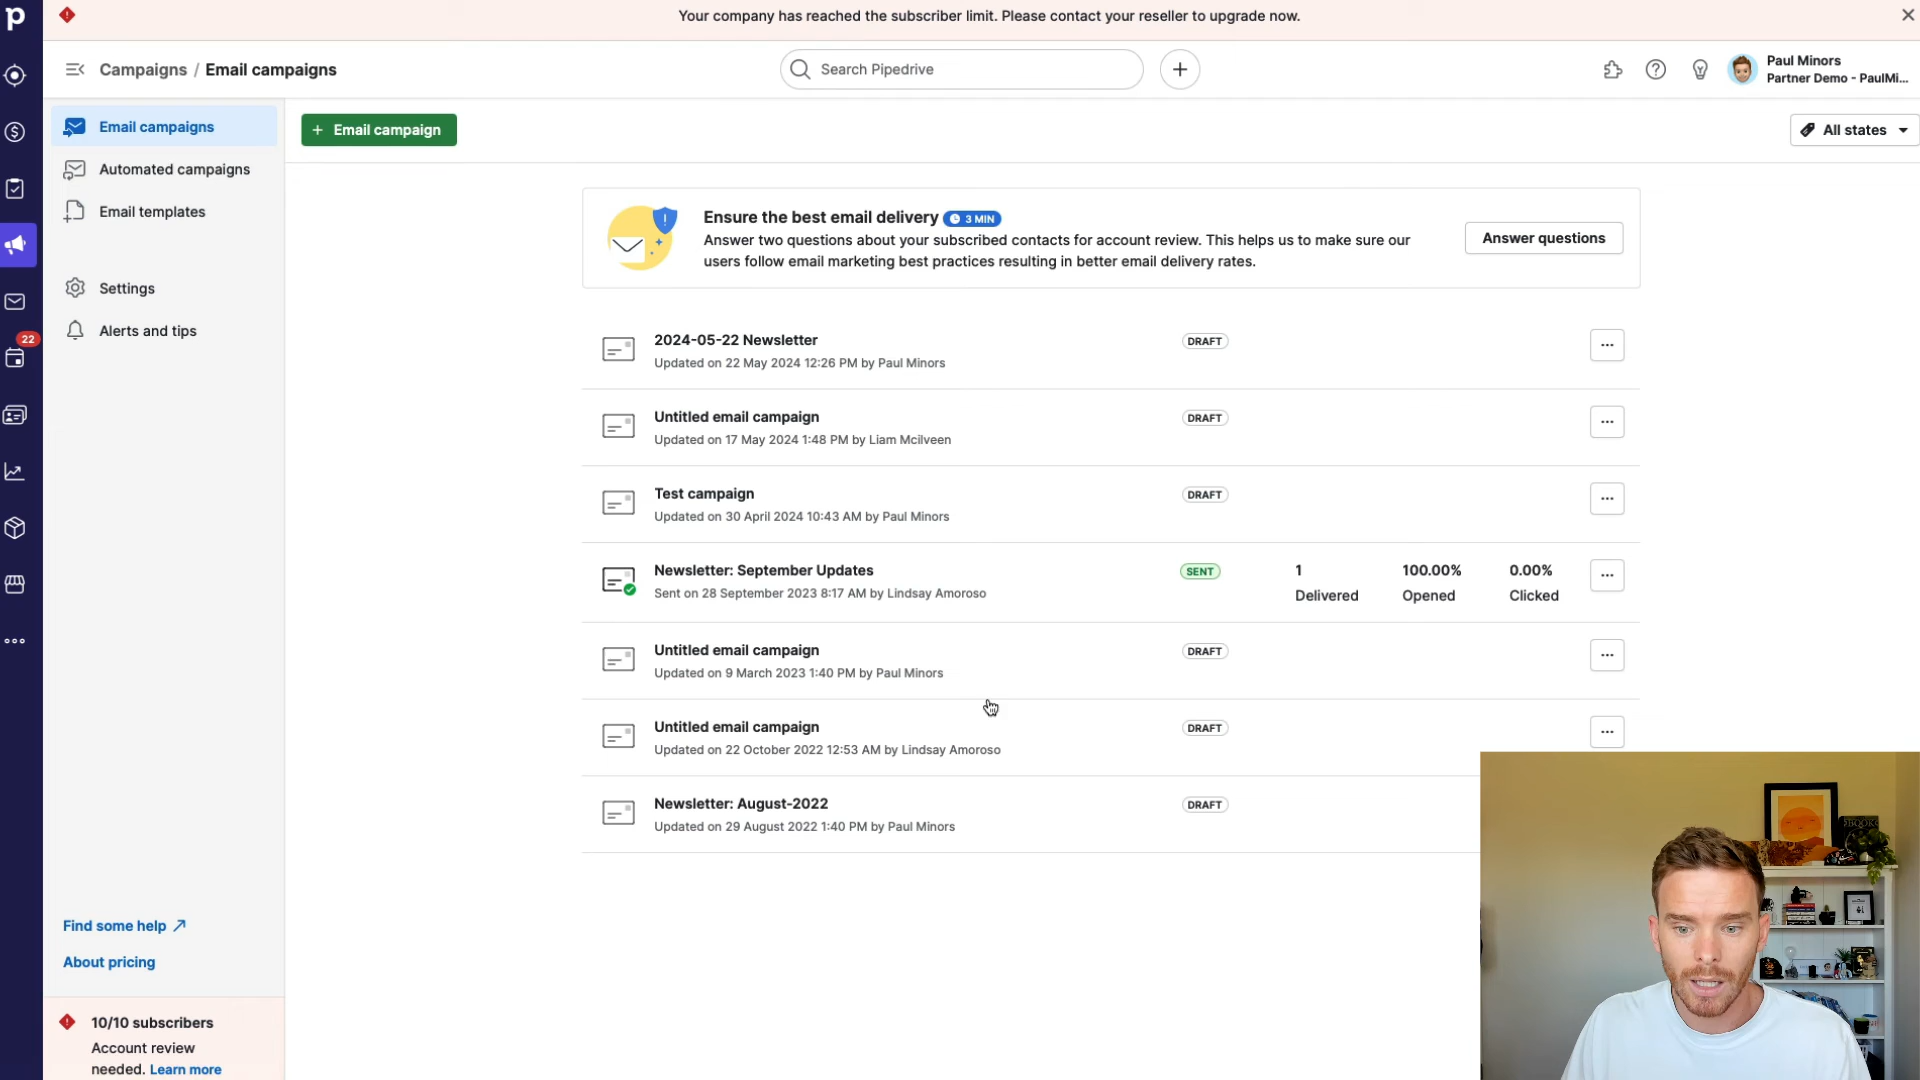 Your company has reached the subscriber limit. Please contact your reseller to upgrade now.
Campaigns / Email campaigns
Search Pipedrive
Paul Minors
Partner Demo - PaulMi...
Email campaigns
Automated campaigns
Email templates
Settings
Alerts and tips
22
+ Email campaign
All states
Ensure the best email delivery 3 MIN
Answer two questions about your subscribed contacts for account review. This helps us to make sure our
users follow email marketing best practices resulting in better email delivery rates.
Answer questions
2024-05-22 Newsletter
DRAFT
Updated on 22 May 2024 12:26 PM by Paul Minors
Untitled email campaign
DRAFT
Updated on 17 May 2024 1:48 PM by Liam Mcilveen
Test campaign
DRAFT
Updated on 30 April 2024 10:43 AM by Paul Minors
Newsletter: September Updates
SENT
1
100.00%
0.00%
Sent on 28 September 2023 8:17 AM by Lindsay Amoroso
Delivered
Opened
Clicked
Untitled email campaign
DRAFT
Updated on 9 March 2023 1:40 PM by Paul Minors
Untitled email campaign
DRAFT
Updated on 22 October 2022 12:53 AM by Lindsay Amoroso
Newsletter: August-2022
DRAFT
Updated on 29 August 2022 1:40 PM by Paul Minors
Find some help
About pricing
10/10 subscribers
Account review
needed. Learn more